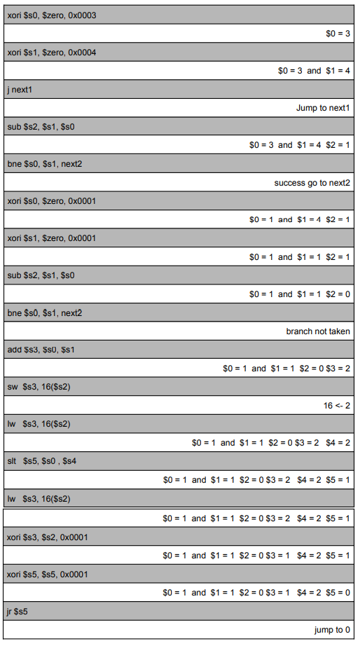 xori $s0, $zero, 0x0003
$0 = 3
xori $s1, $zero, 0x0004
$0 = 3 and $1 = 4
j next1
Jump to next1
sub $s2, $s1, $s0
$0 = 3 and $1 = 4 $2 = 1
bne $s0, $s1, next2
success go to next2
xori $s0, $zero, 0x0001
$0 = 1 and $1 = 4 $2 = 1
xori $s1, $zero, 0x0001
$0 = 1 and $1 = 1 $2 = 1
sub $s2, $s1, $s0
$0 = 1 and $1 = 1 $2 = 0
bne $s0, $s1, next2
branch not taken
add $s3, $s0, $s1
$0 = 1 and $1 = 1 $2 = 0 $3 = 2
sw $s3, 16($s2)
16 <- 2
lw $s3, 16($s2)
$0 = 1 and $1 = 1 $2 = 0 $3 = 2 $4 = 2
slt $s5, $s0 , $s4
$0 = 1 and $1 = 1 $2 = 0 $3 = 2 $4 = 2 $5 = 1
lw $s3, 16($s2)
$0 = 1 and $1 = 1 $2 = 0 $3 = 2 $4 = 2 $5 = 1
xori $s3, $s2, 0x0001
$0 = 1 and $1 = 1 $2 = 0 $3 = 1 $4 = 2 $5 = 1
xori $s5, $s5, 0x0001
$0 = 1 and $1 = 1 $2 = 0 $3 = 1 $4 = 2 $5 = 0
jr $s5
jump to 0